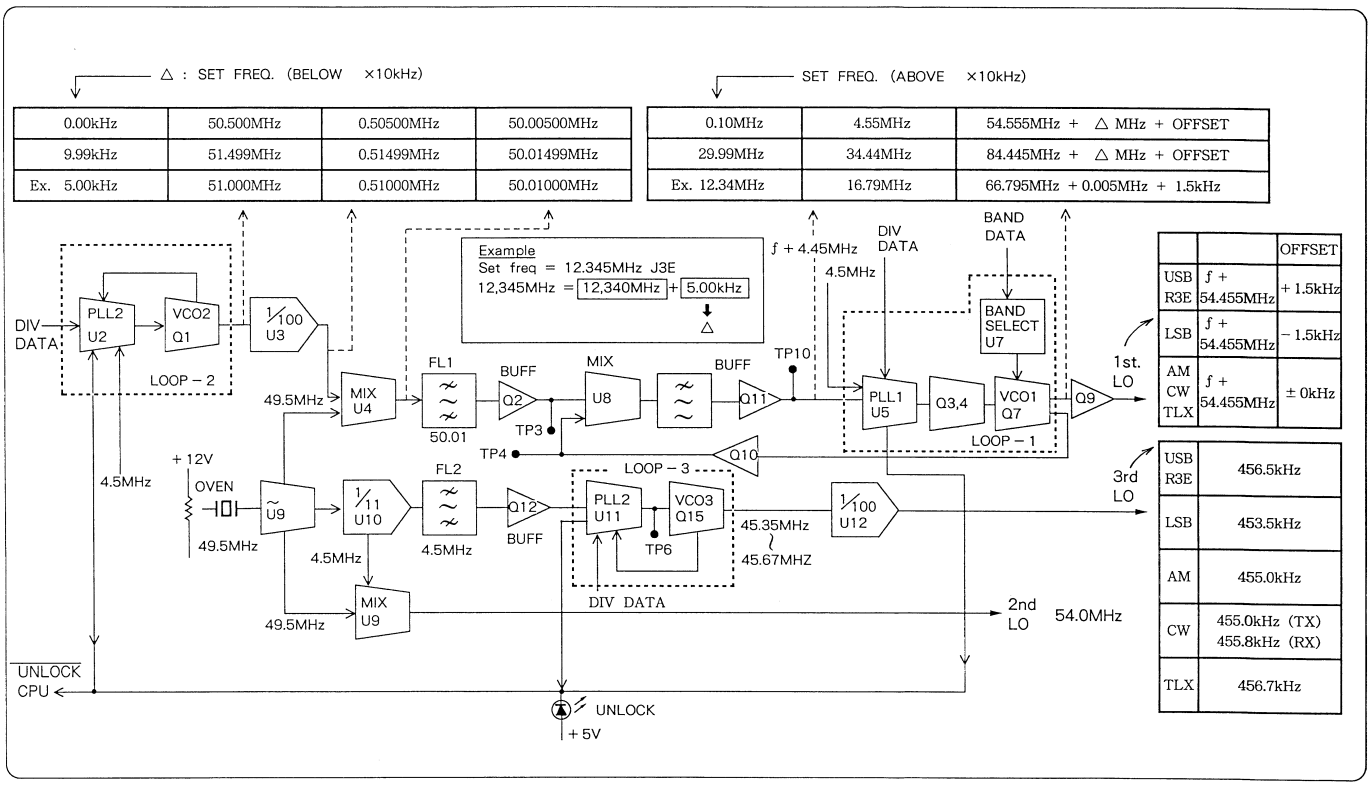 △ : SET FREQ. (BELOW ×10kHz)
SET FREQ. (ABOVE ×10kHz)
0.00kHz 50.500MHz 0.50500MHz 50.00500MHz
9.99kHz 51.499MHz 0.51499MHz 50.01499MHz
Ex. 5.00kHz 51.000MHz 0.51000MHz 50.01000MHz
0.10MHz 4.55MHz 54.555MHz + △ MHz + OFFSET
29.99MHz 34.44MHz 84.445MHz + △ MHz + OFFSET
Ex. 12.34MHz 16.79MHz 66.795MHz + 0.005MHz + 1.5kHz
Example
Set freq = 12.345MHz J3E
12,345MHz = 12,340MHz + 5.00kHz
△
DIV
DATA
PLL2
U2
VCO2
Q1
LOOP-2
1/100
U3
4.5MHz
49.5MHz
MIX
U4
FL1
50.01
BUFF
Q2
TP3
MIX
U8
BUFF
Q11
TP10
TP4
Q10
f + 4.45MHz
4.5MHz
DIV
DATA
BAND
DATA
BAND
SELECT
U7
PLL1
U5
Q3,4
VCO1
Q7
LOOP-1
Q9
1st.
LO
OFFSET
USB
R3E
f +
54.455MHz
+ 1.5kHz
LSB
f +
54.455MHz
− 1.5kHz
AM
CW
TLX
f +
54.455MHz
± 0kHz
+ 12V
OVEN
49.5MHz
~
U9
1/11
U10
4.5MHz
FL2
4.5MHz
Q12
BUFF
LOOP-3
PLL2
U11
TP6
VCO3
Q15
DIV DATA
45.35MHz
~
45.67MHZ
1/100
U12
3rd
LO
USB
R3E
456.5kHz
LSB
453.5kHz
AM
455.0kHz
CW
455.0kHz (TX)
455.8kHz (RX)
TLX
456.7kHz
49.5MHz
MIX
U9
2nd
LO
54.0MHz
UNLOCK
CPU
UNLOCK
+ 5V